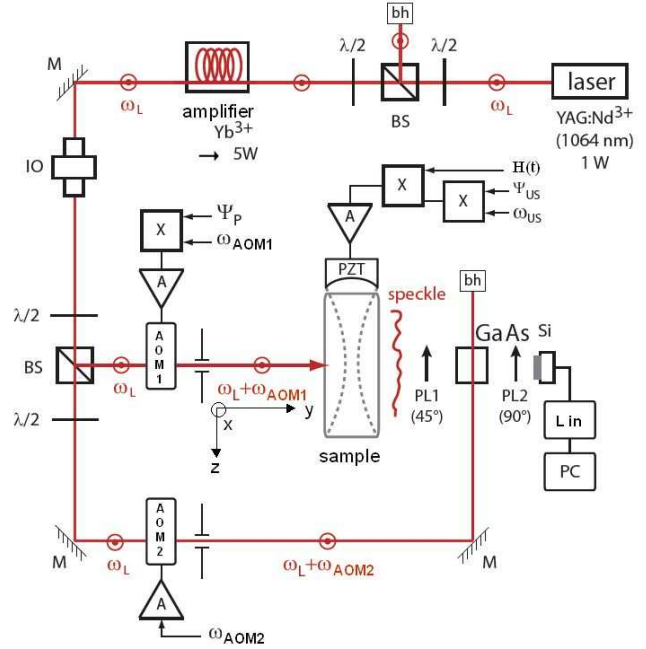 bh
M
λ/2
λ/2
laser
ω_L
amplifier
ω_L
BS
YAG:Nd³⁺
Yb³⁺
(1064 nm)
→ 5W
1 W
IO
H(t)
X
Ψ_US
A
X
ω_US
Ψ_P
X
ω_AOM1
PZT
bh
A
speckle
λ/2
GaAs
Si
BS
AOM1
ω_L
ω_L+ω_AOM1
PL1
PL2
(45°)
(90°)
L in
λ/2
x
y
z
sample
PC
AOM2
M
ω_L
ω_L+ω_AOM2
M
A
ω_AOM2